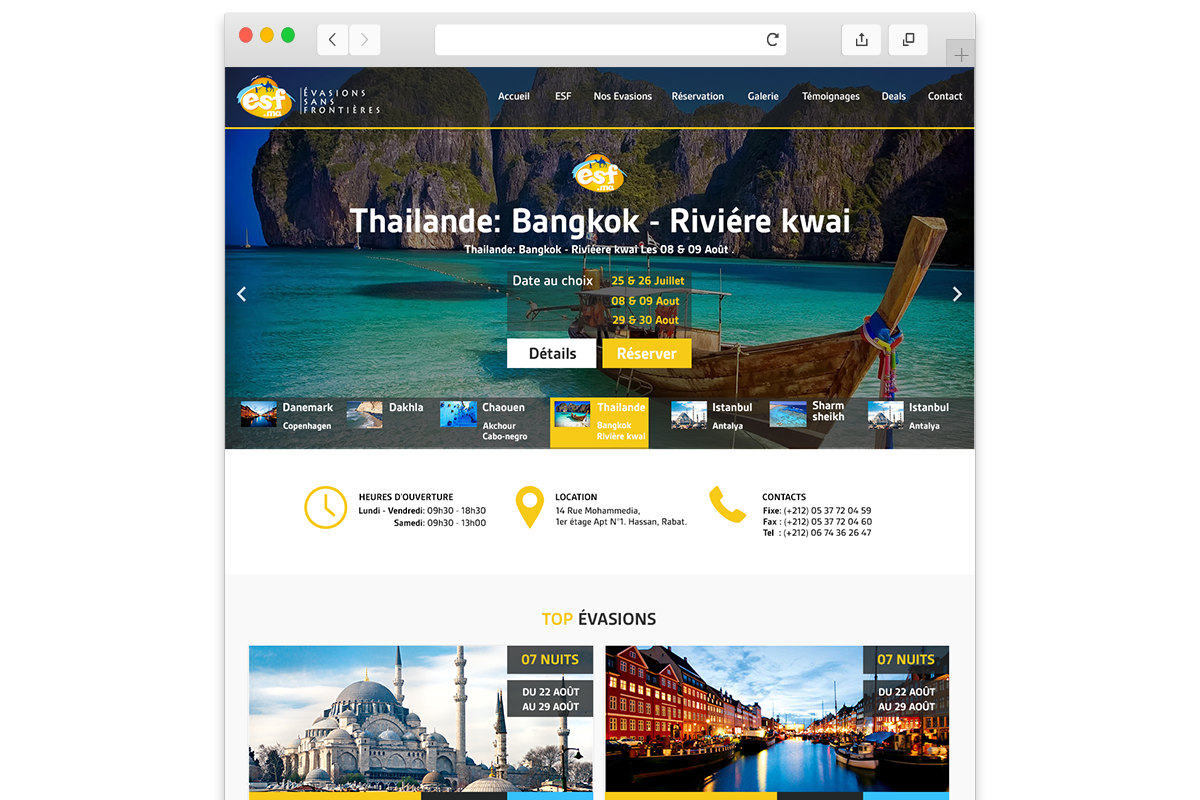 esf
.ma
ÉVASIONS
SANS
FRONTIÈRES
Accueil ESF Nos Evasions Réservation Galerie Témoignages Deals Contact
esf
.ma
Thailande: Bangkok - Riviére kwai
Thailande: Bangkok - Riviéere kwai Les 08 & 09 Août
Date au choix 25 & 26 Juillet
08 & 09 Aout
29 & 30 Aout
Détails Réserver
Danemark
Copenhagen
Dakhla
Chaouen
Akchour
Cabo-negro
Thailande
Bangkok
Rivière kwai
Istanbul
Antalya
Sharm
sheikh
Istanbul
Antalya
HEURES D'OUVERTURE
Lundi - Vendredi: 09h30 - 18h30
Samedi: 09h30 - 13h00
LOCATION
14 Rue Mohammedia,
1er étage Apt N°1. Hassan, Rabat.
CONTACTS
Fixe: (+212) 05 37 72 04 59
Fax : (+212) 05 37 72 04 60
Tel : (+212) 06 74 36 26 47
TOP ÉVASIONS
07 NUITS
DU 22 AOÛT
AU 29 AOÛT
07 NUITS
DU 22 AOÛT
AU 29 AOÛT